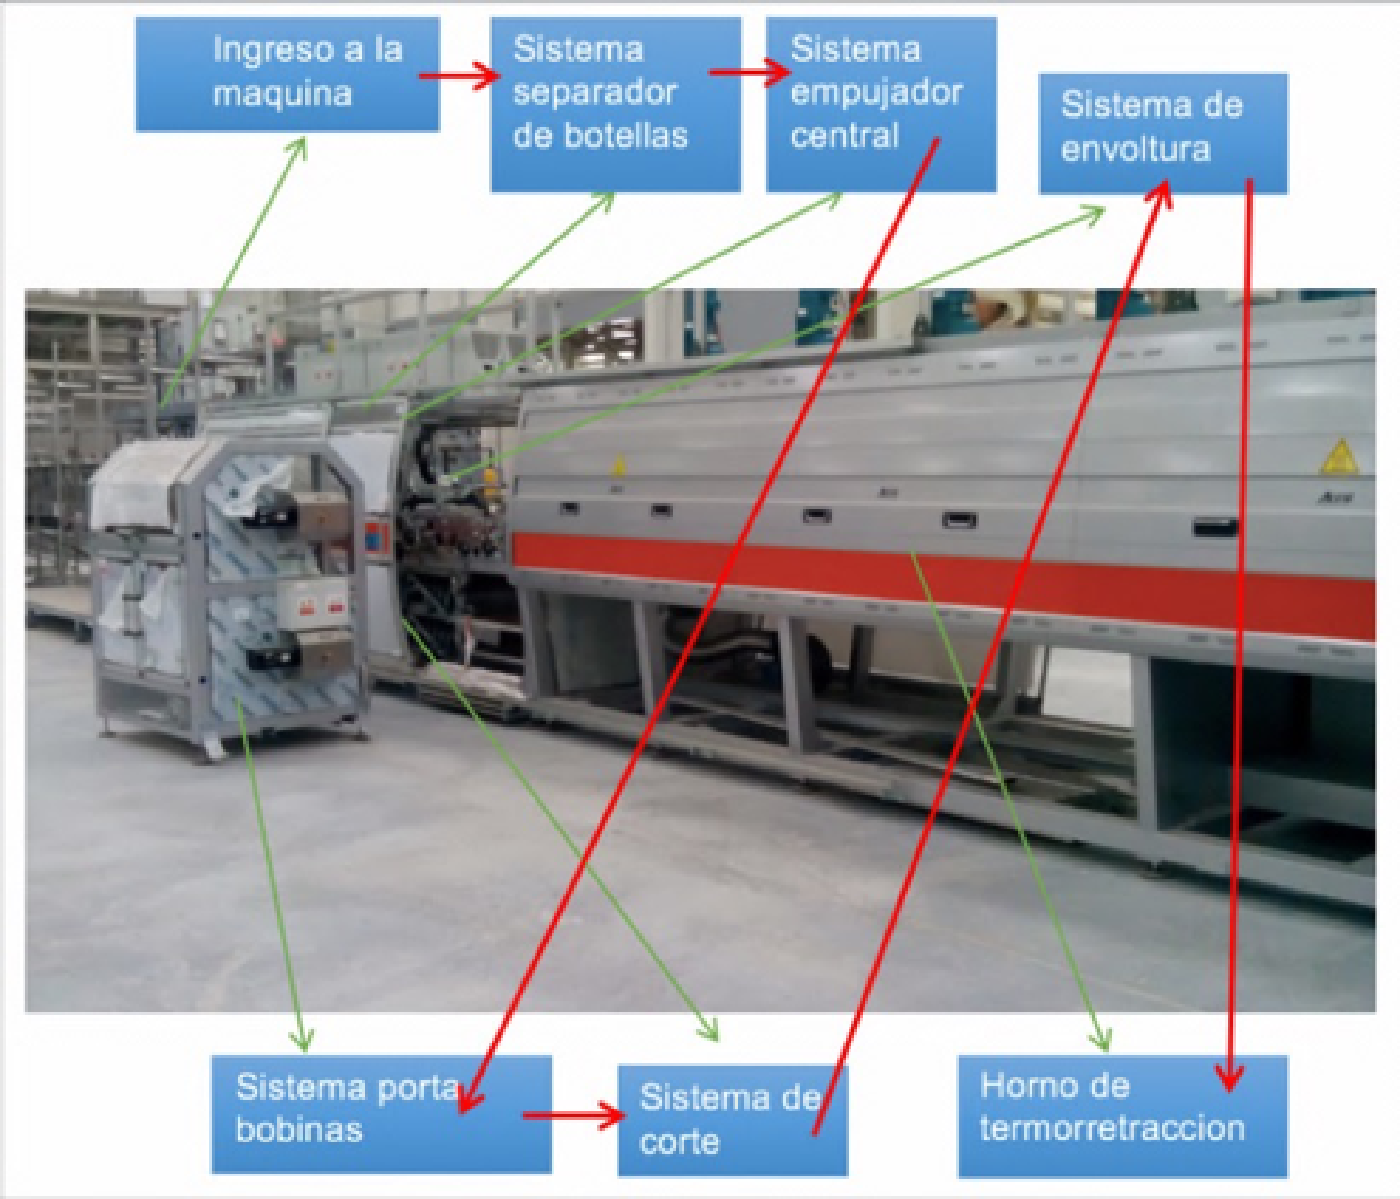 Ingreso a la
maquina
Sistema
separador
de botellas
Sistema
empujador
central
Sistema de
envoltura
Sistema porta
bobinas
Sistema de
corte
Horno de
termorretraccion